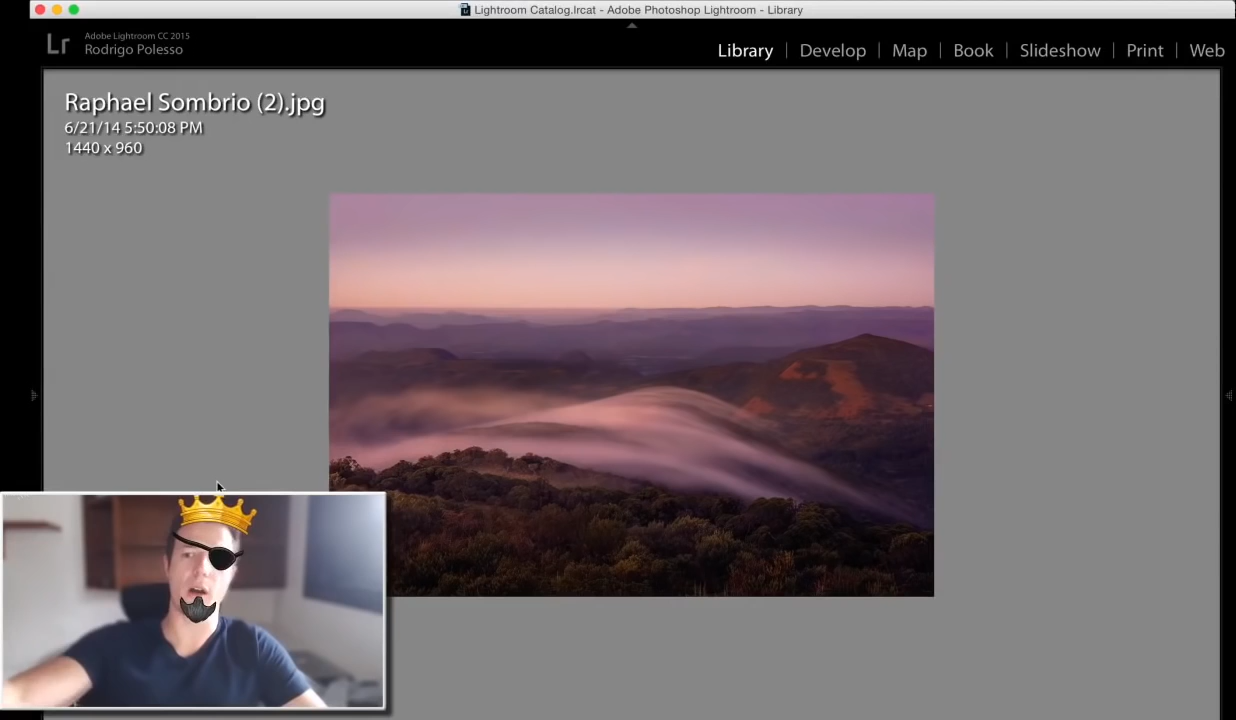 Lightroom Catalog.lrcat - Adobe Photoshop Lightroom - Library
Lr
Adobe Lightroom CC 2015
Rodrigo Polesso
Library | Develop | Map | Book | Slideshow | Print | Web
Raphael Sombrio (2).jpg
6/21/14 5:50:08 PM
1440 x 960